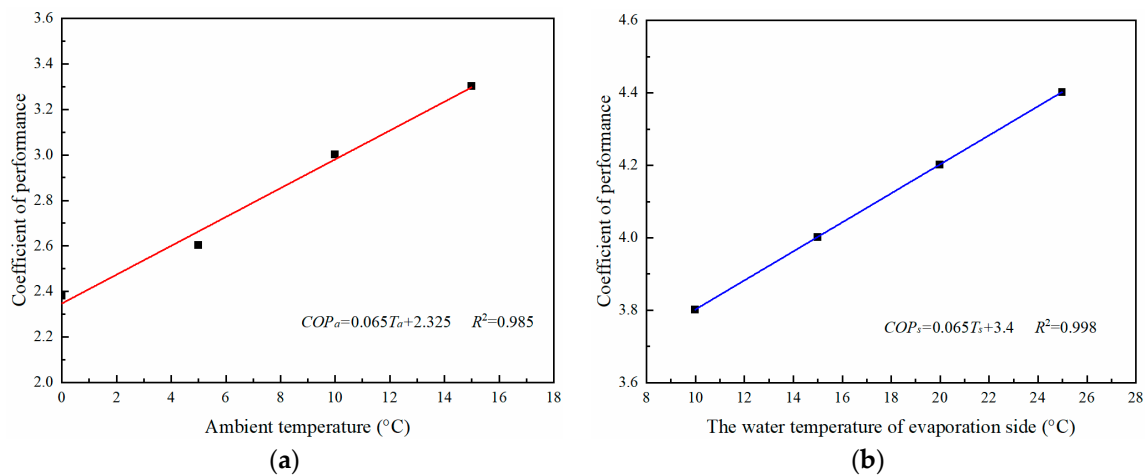 3.6
3.4
3.2
3.0
2.8
2.6
2.4
2.2
2.0
Coefficient of performance
COPₐ=0.065Tₐ+2.325 R²=0.985
0 2 4 6 8 10 12 14 16 18
Ambient temperature (°C)
(a)
4.6
4.4
4.2
4.0
3.8
3.6
Coefficient of performance
COPₛ=0.065Tₛ+3.4 R²=0.998
8 10 12 14 16 18 20 22 24 26 28
The water temperature of evaporation side (°C)
(b)